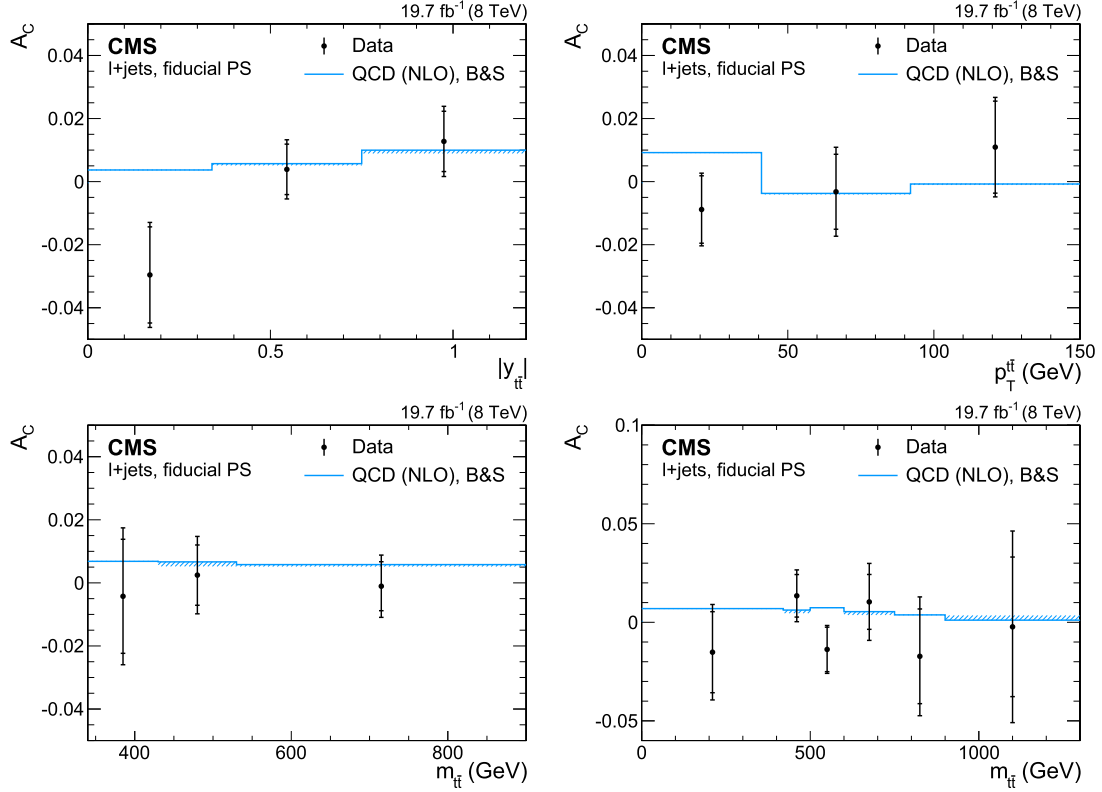 19.7 fb⁻¹ (8 TeV)
A_C
CMS
l+jets, fiducial PS
Data
QCD (NLO), B&S
0.04
0.02
0
-0.02
-0.04
0 0.5 1
|y_tt̄|
19.7 fb⁻¹ (8 TeV)
A_C
CMS
l+jets, fiducial PS
Data
QCD (NLO), B&S
0.04
0.02
0
-0.02
-0.04
0 50 100 150
p_T^tt̄ (GeV)
19.7 fb⁻¹ (8 TeV)
A_C
CMS
l+jets, fiducial PS
Data
QCD (NLO), B&S
0.04
0.02
0
-0.02
-0.04
400 600 800
m_tt̄ (GeV)
19.7 fb⁻¹ (8 TeV)
A_C
CMS
l+jets, fiducial PS
Data
QCD (NLO), B&S
0.1
0.05
0
-0.05
0 500 1000
m_tt̄ (GeV)